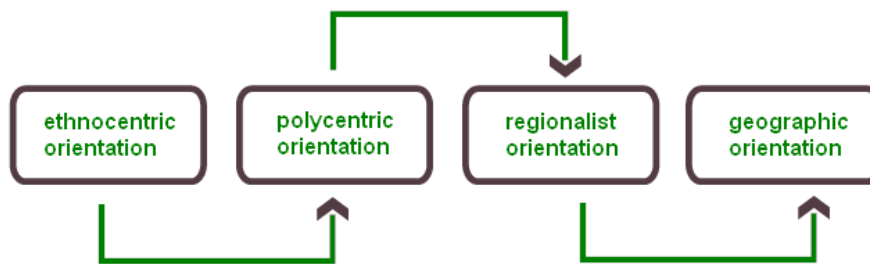 ethnocentric
orientation
polycentric
orientation
regionalist
orientation
geographic
orientation